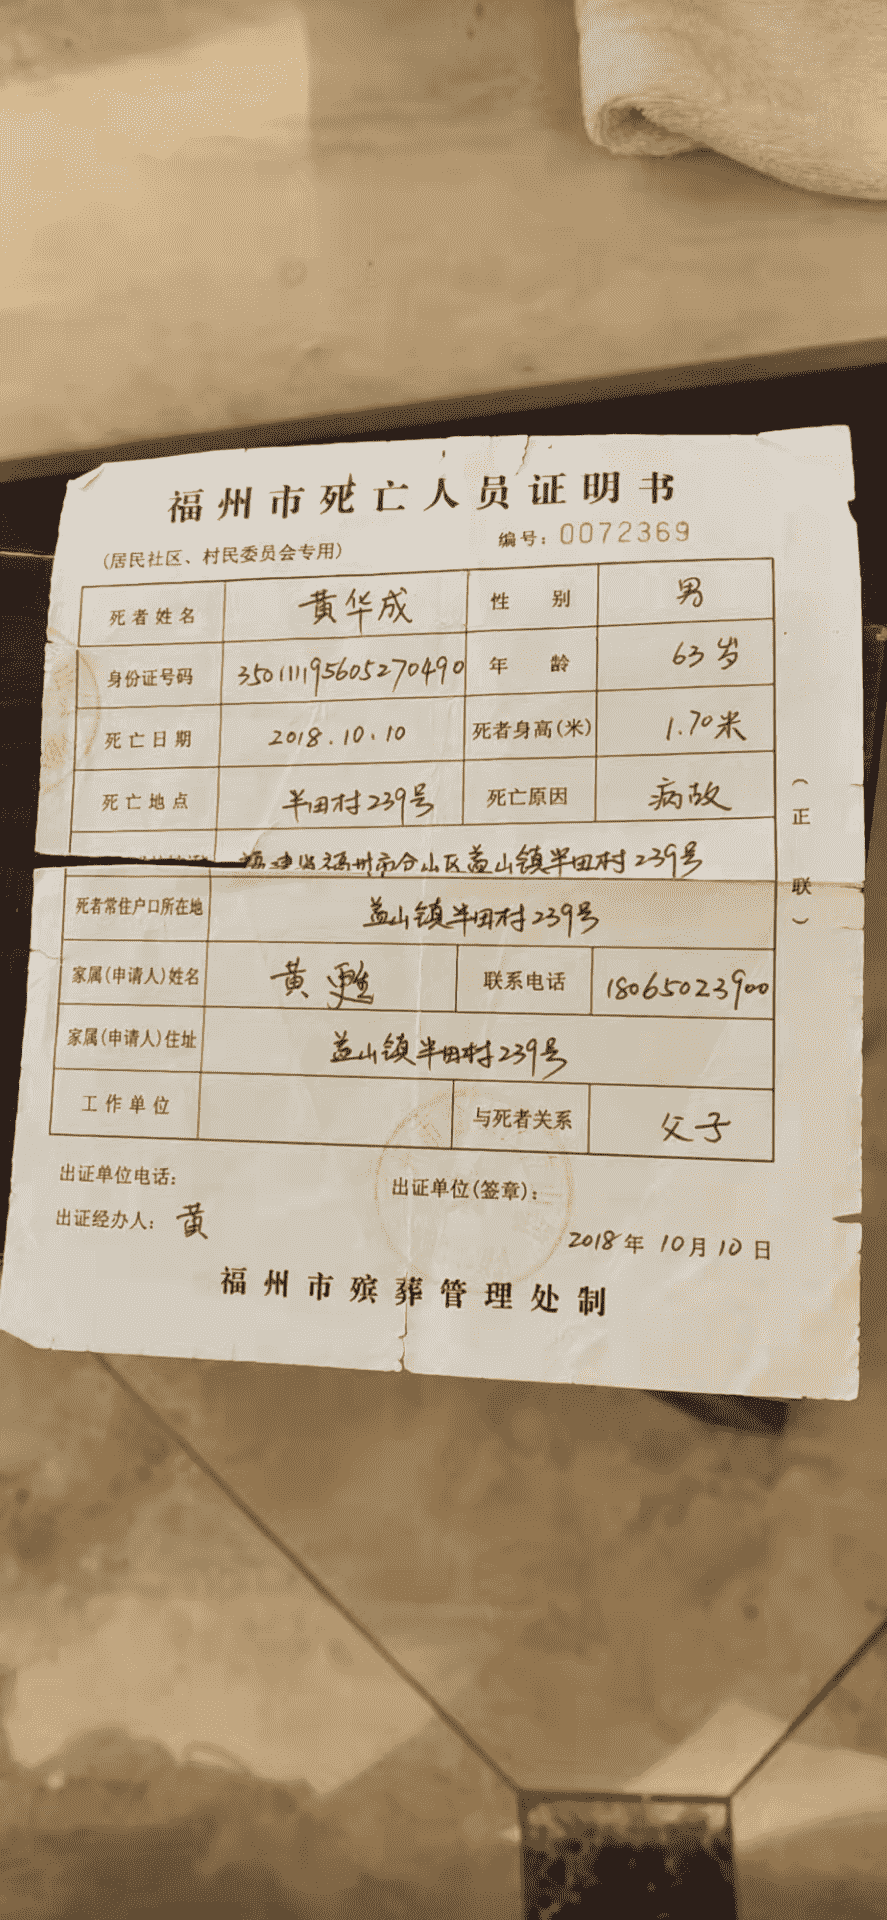 福州市死亡人员证明书
(居民社区、村民委员会专用) 编号：0072369
死者姓名 黄华成 性别 男
身份证号码 350111195605270490 年龄 63岁
死亡日期 2018.10.10 死者身高(米) 1.70米
死亡地点 半田村239号 死亡原因 病故
福建省福州市仓山区盖山镇半田村239号
死者常住户口所在地 盖山镇半田村239号
家属(申请人)姓名 黄 联系电话 18065023900
家属(申请人)住址 盖山镇半田村239号
工作单位 与死者关系 父子
出证单位电话： 出证单位(签章)：
出证经办人：黄
2018年10月10日
福州市殡葬管理处制
(正联)